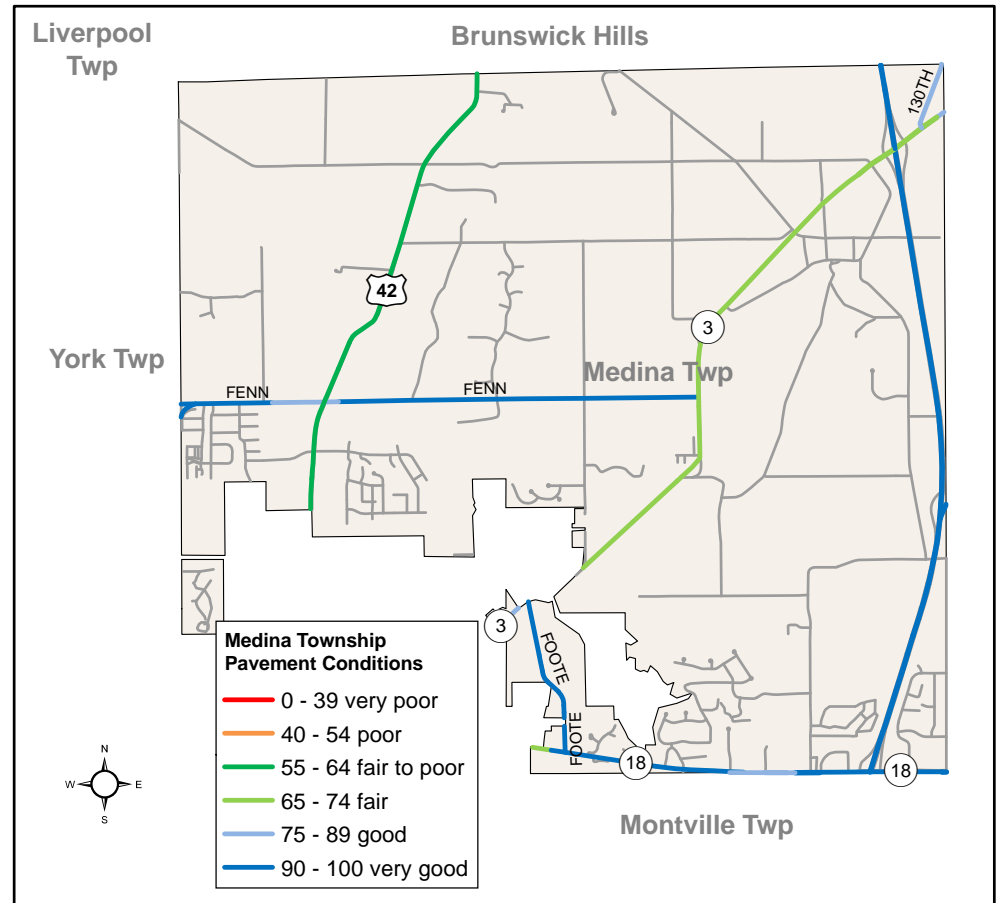 Liverpool
Twp
Brunswick Hills
130TH
42
3
York Twp
Medina Twp
FENN
FENN
3
FOOTE
FOOTE
18
18
Medina Township
Pavement Conditions
0 - 39 very poor
40 - 54 poor
55 - 64 fair to poor
65 - 74 fair
75 - 89 good
90 - 100 very good
N
W
E
S
Montville Twp